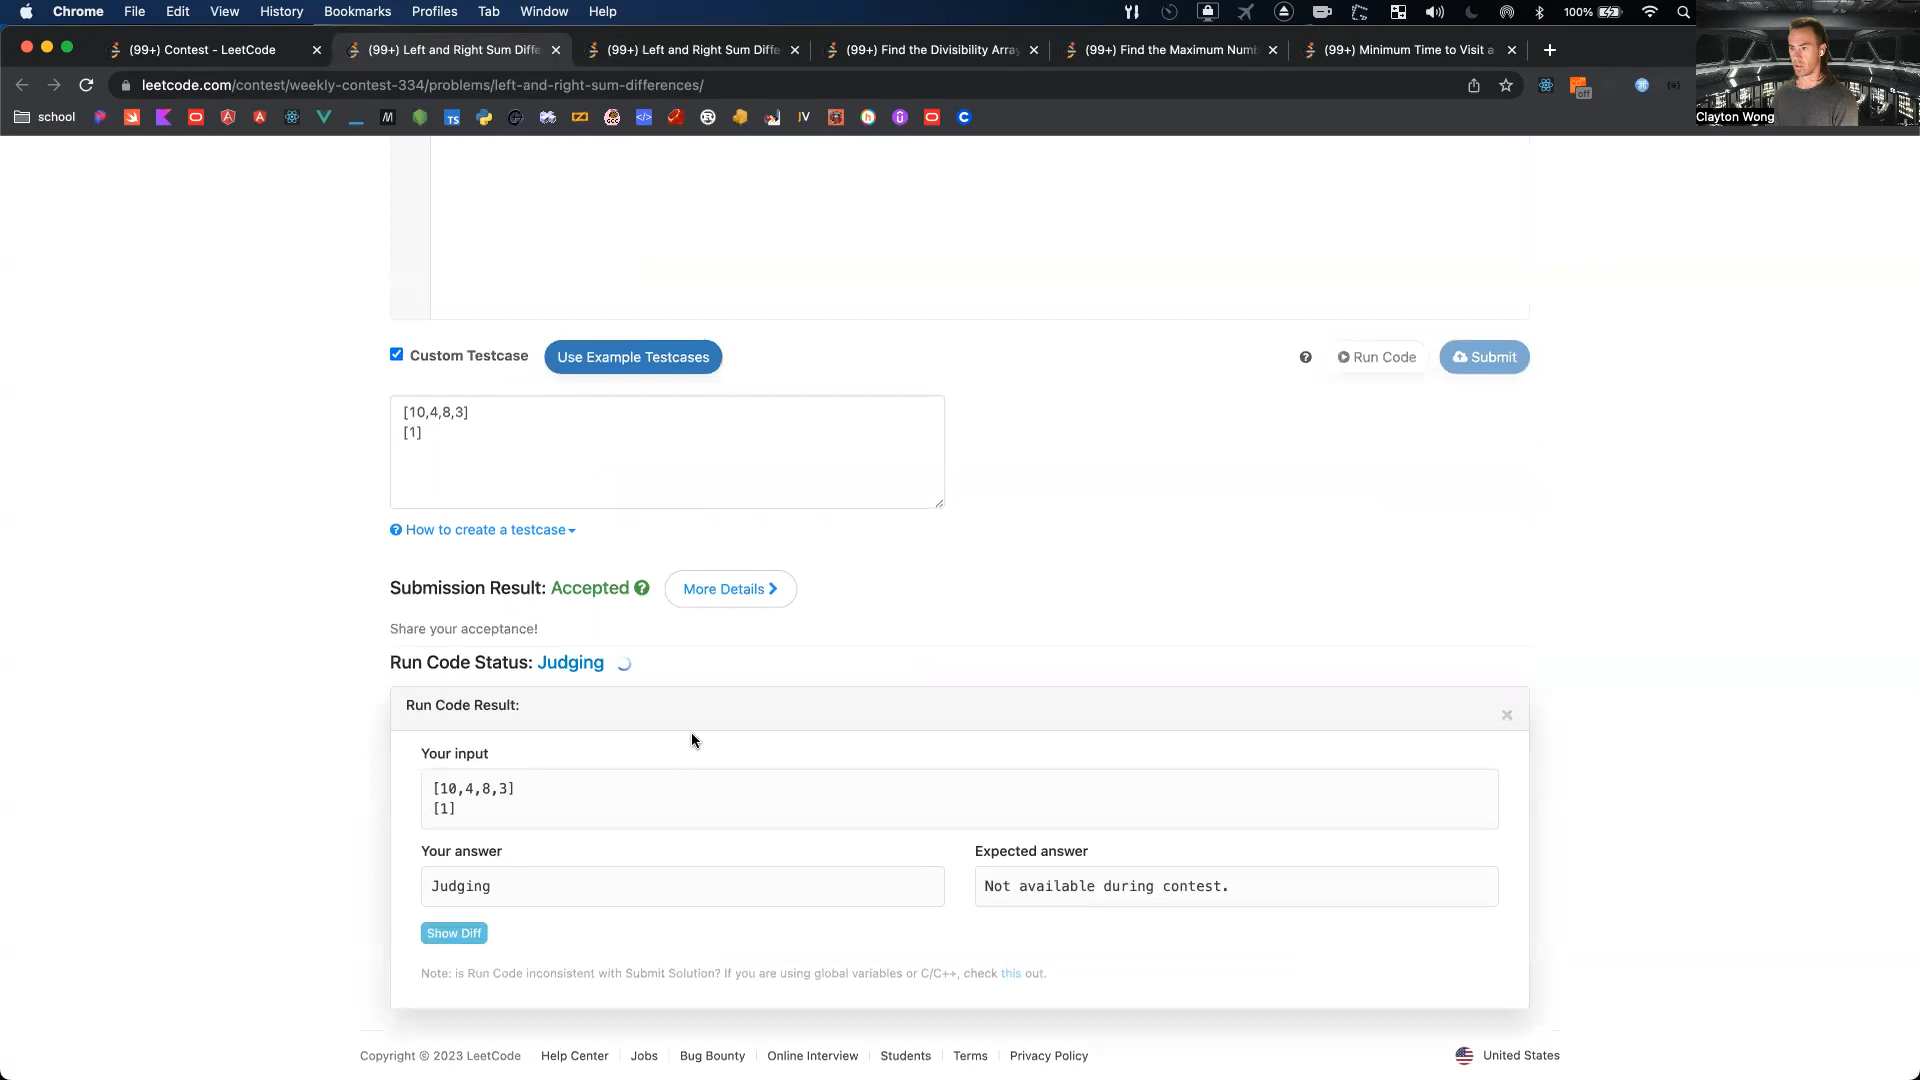 Chrome File Edit View History Bookmarks Profiles Tab Window Help 100%
(99+) Contest - LeetCode (99+) Left and Right Sum Diffe (99+) Left and Right Sum Diffe (99+) Find the Divisibility Array (99+) Find the Maximum Num (99+) Minimum Time to Visit a
leetcode.com/contest/weekly-contest-334/problems/left-and-right-sum-differences/
off
school
M TS JV
Clayton Wong
Custom Testcase Use Example Testcases Run Code Submit
[10,4,8,3]
[1]
How to create a testcase
Submission Result: Accepted More Details
Share your acceptance!
Run Code Status: Judging
Run Code Result:
Your input
[10,4,8,3]
[1]
Your answer Expected answer
Judging Not available during contest.
Show Diff
Note: is Run Code inconsistent with Submit Solution? If you are using global variables or C/C++, check this out.
Copyright © 2023 LeetCode Help Center Jobs Bug Bounty Online Interview Students Terms Privacy Policy United States